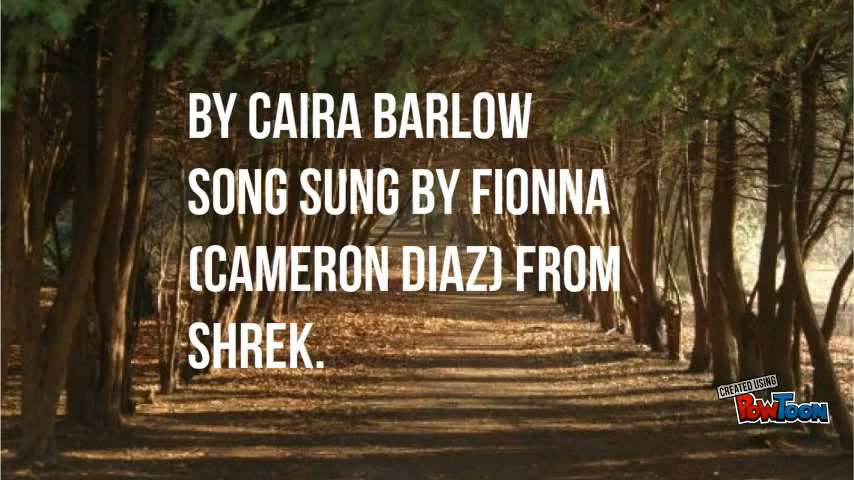 BY CAIRA BARLOW
SONG SUNG BY FIONNA
(CAMERON DIAZ) FROM
SHREK.
CREATED USING
POWTOON